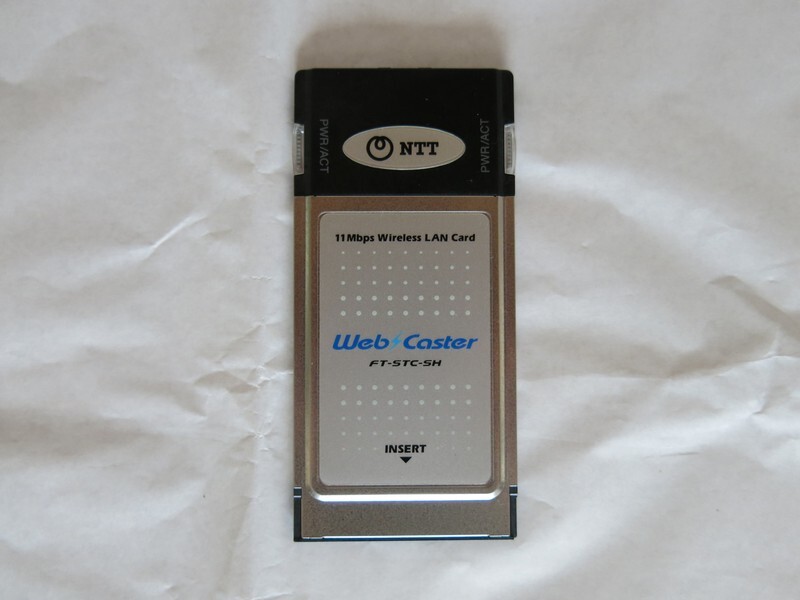 PWR/ACT
NTT
PWR/ACT
11Mbps Wireless LAN Card
Web Caster
FT-STC-SH
INSERT